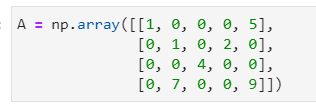 A = np.array([[1, 0, 0, 0, 5],
[0, 1, 0, 2, 0],
[0, 0, 4, 0, 0],
[0, 7, 0, 0, 9]])